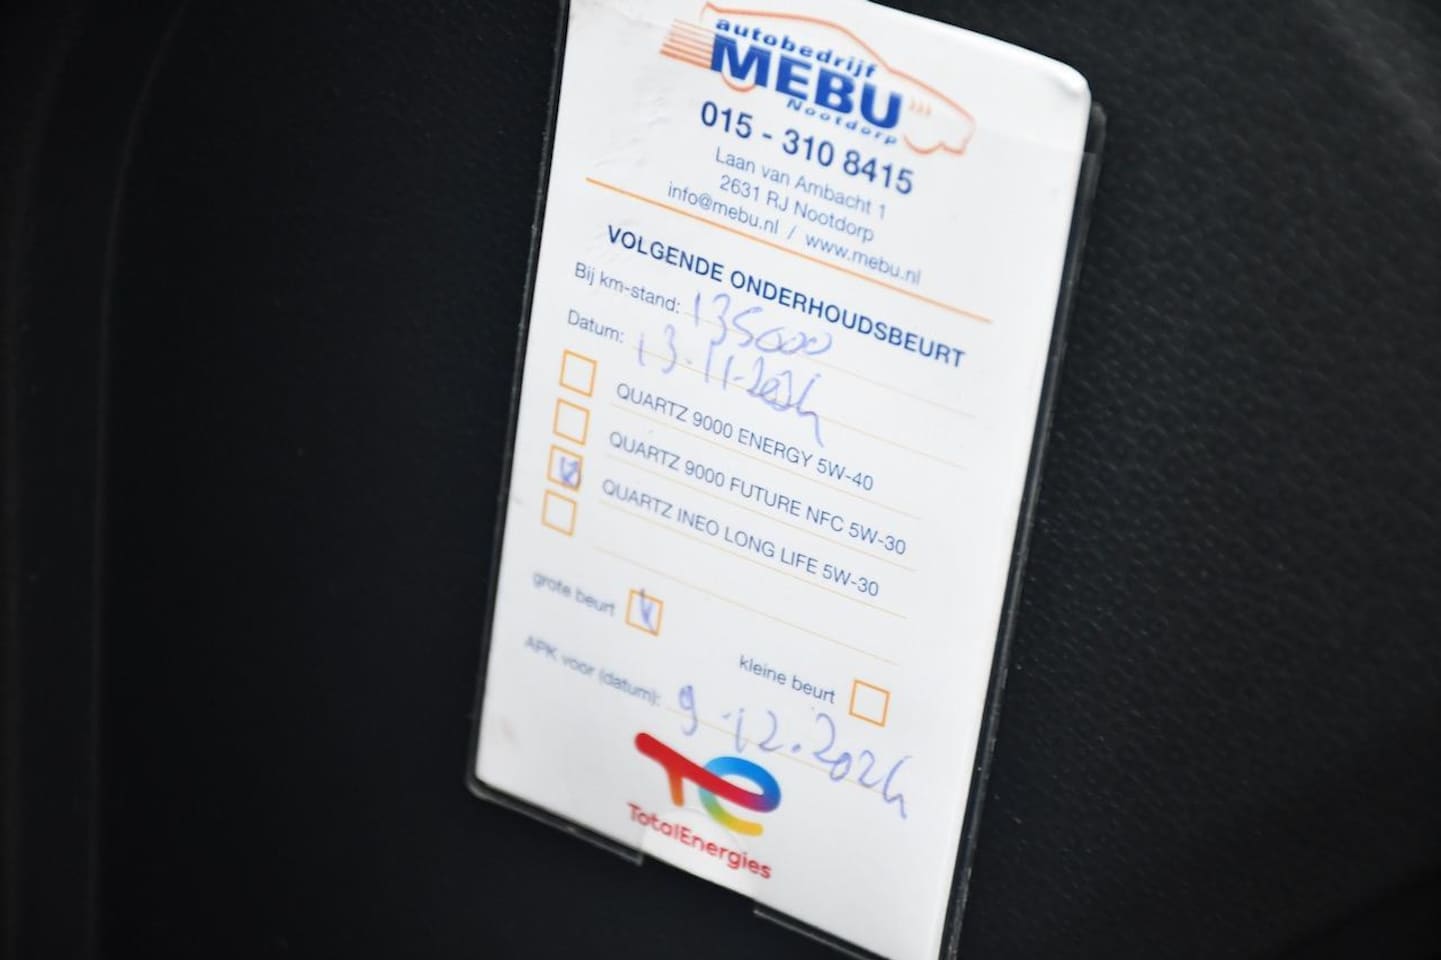 autobedrijf
MEBU
Nootdorp
015 - 310 8415
Laan van Ambacht 1
2631 RJ Nootdorp
info@mebu.nl / www.mebu.nl
VOLGENDE ONDERHOUDSBEURT
Bij km-stand: 135000
Datum: 13-11-2024
QUARTZ 9000 ENERGY 5W-40
QUARTZ 9000 FUTURE NFC 5W-30
QUARTZ INEO LONG LIFE 5W-30
grote beurt
kleine beurt
APK voor (datum): 9-12-2024
TotalEnergies